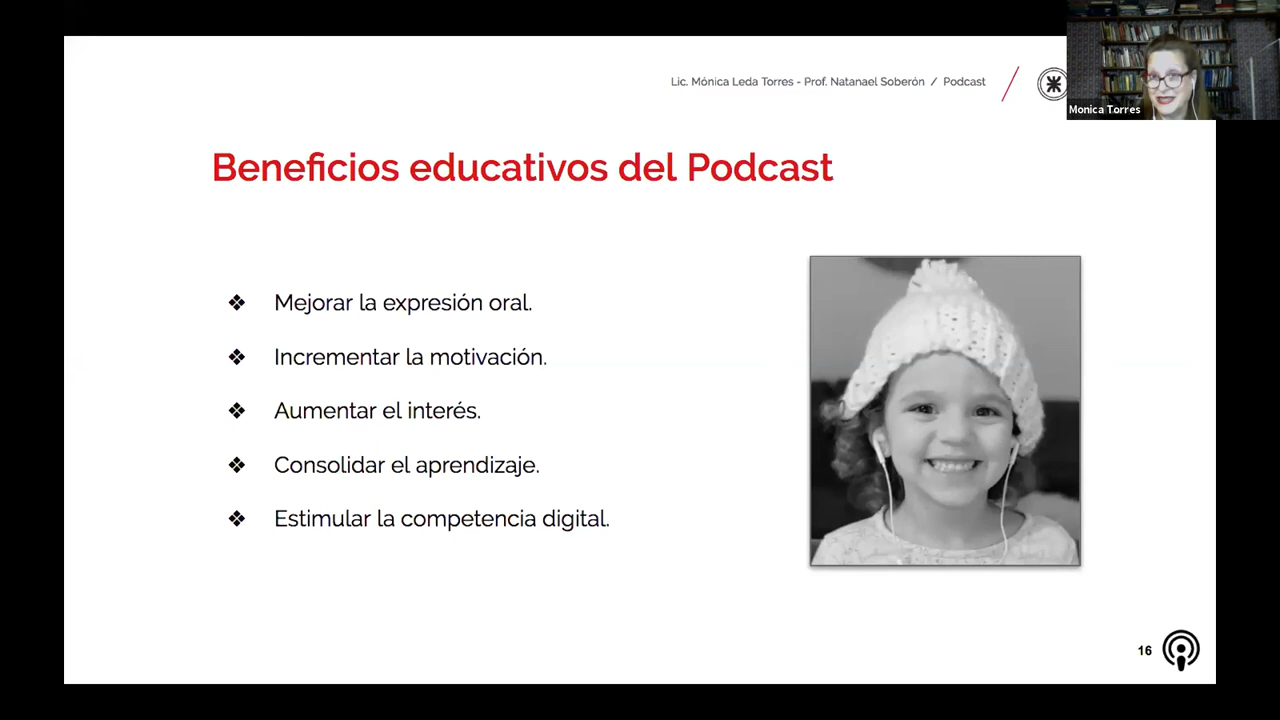 Lic. Mónica Leda Torres - Prof. Natanael Soberón / Podcast
Monica Torres
Beneficios educativos del Podcast
❖ Mejorar la expresión oral.
❖ Incrementar la motivación.
❖ Aumentar el interés.
❖ Consolidar el aprendizaje.
❖ Estimular la competencia digital.
16